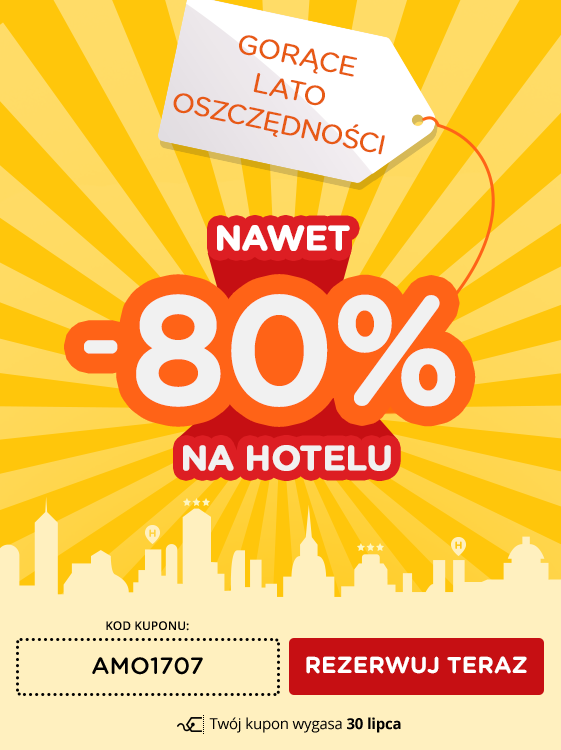 GORĄCE
LATO
OSZCZĘDNOŚCI
NAWET
-80%
NA HOTELU
H
H
KOD KUPONU:
AMO1707
REZERWUJ TERAZ
Twój kupon wygasa 30 lipca